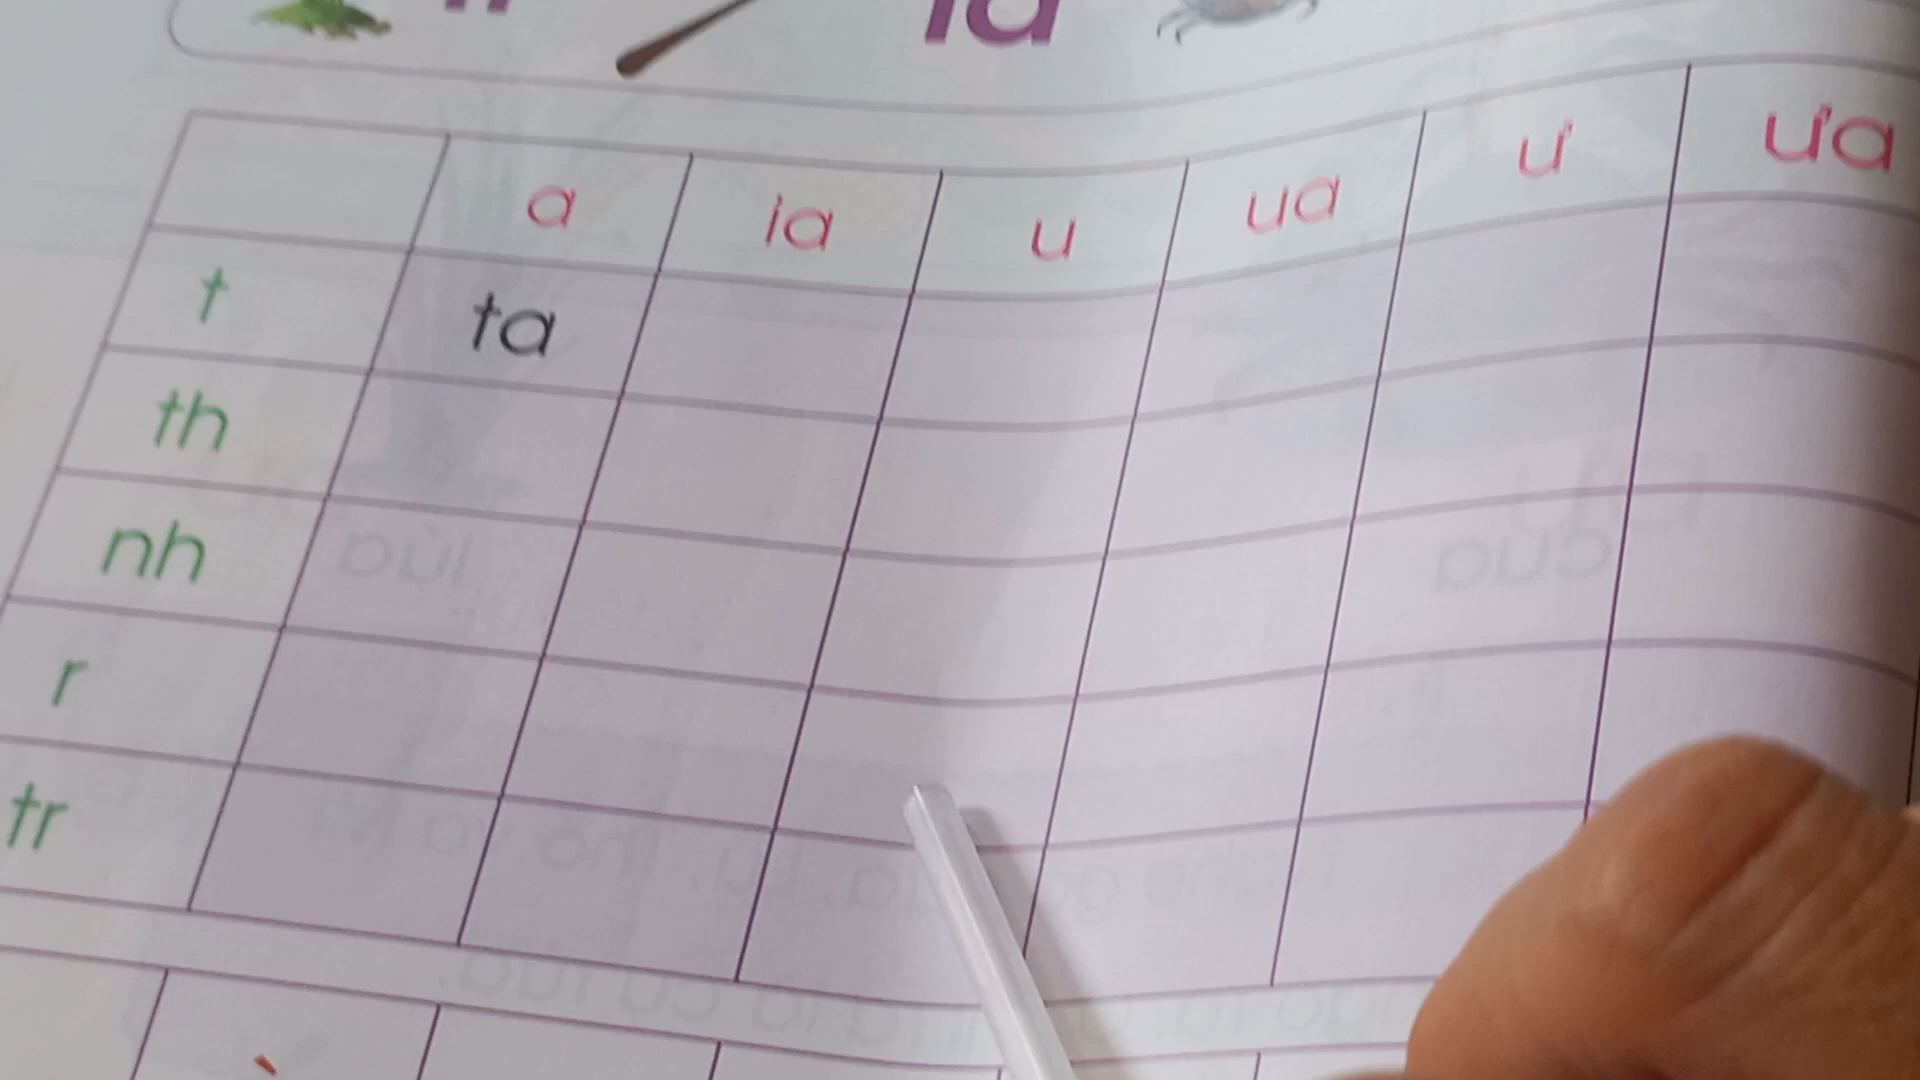 ia
a ia u ua ư ưa
t ta
th
nh
r
tr